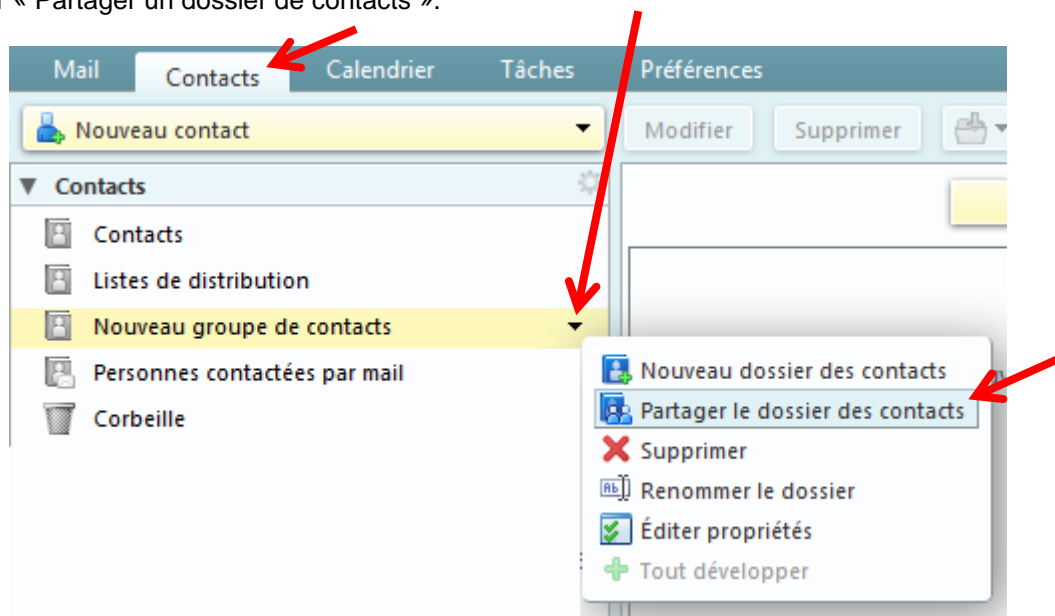 « Partager un dossier de contacts ».
Mail Contacts Calendrier Tâches Préférences
Nouveau contact Modifier Supprimer
Contacts
Contacts
Listes de distribution
Nouveau groupe de contacts
Personnes contactées par mail
Corbeille
Nouveau dossier des contacts
Partager le dossier des contacts
Supprimer
Renommer le dossier
Éditer propriétés
Tout développer